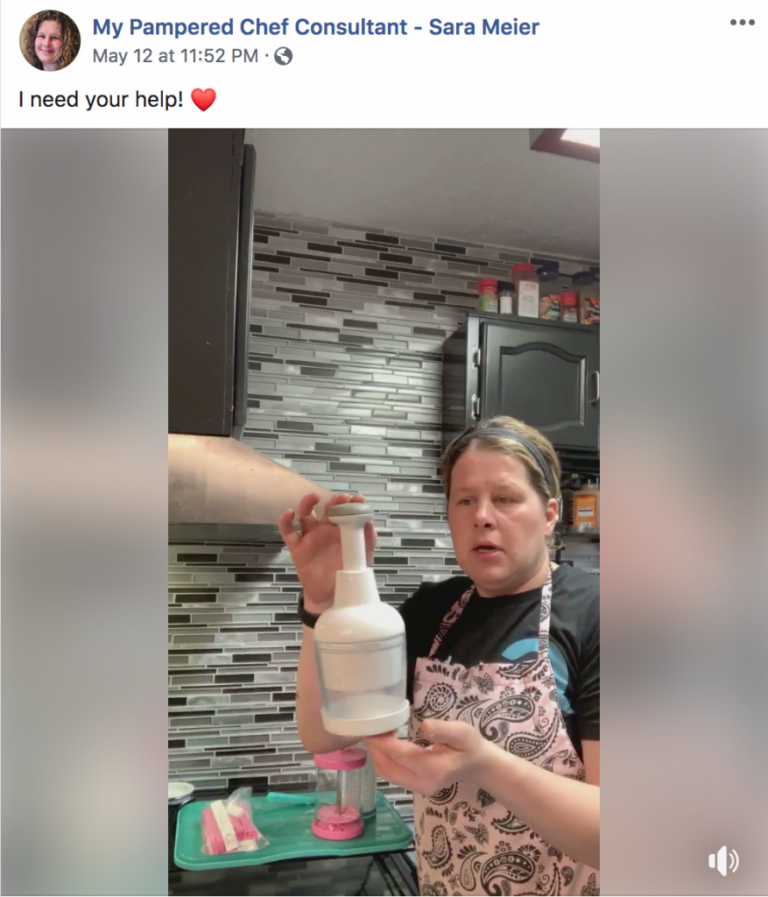 My Pampered Chef Consultant - Sara Meier
May 12 at 11:52 PM ·
I need your help! ❤️